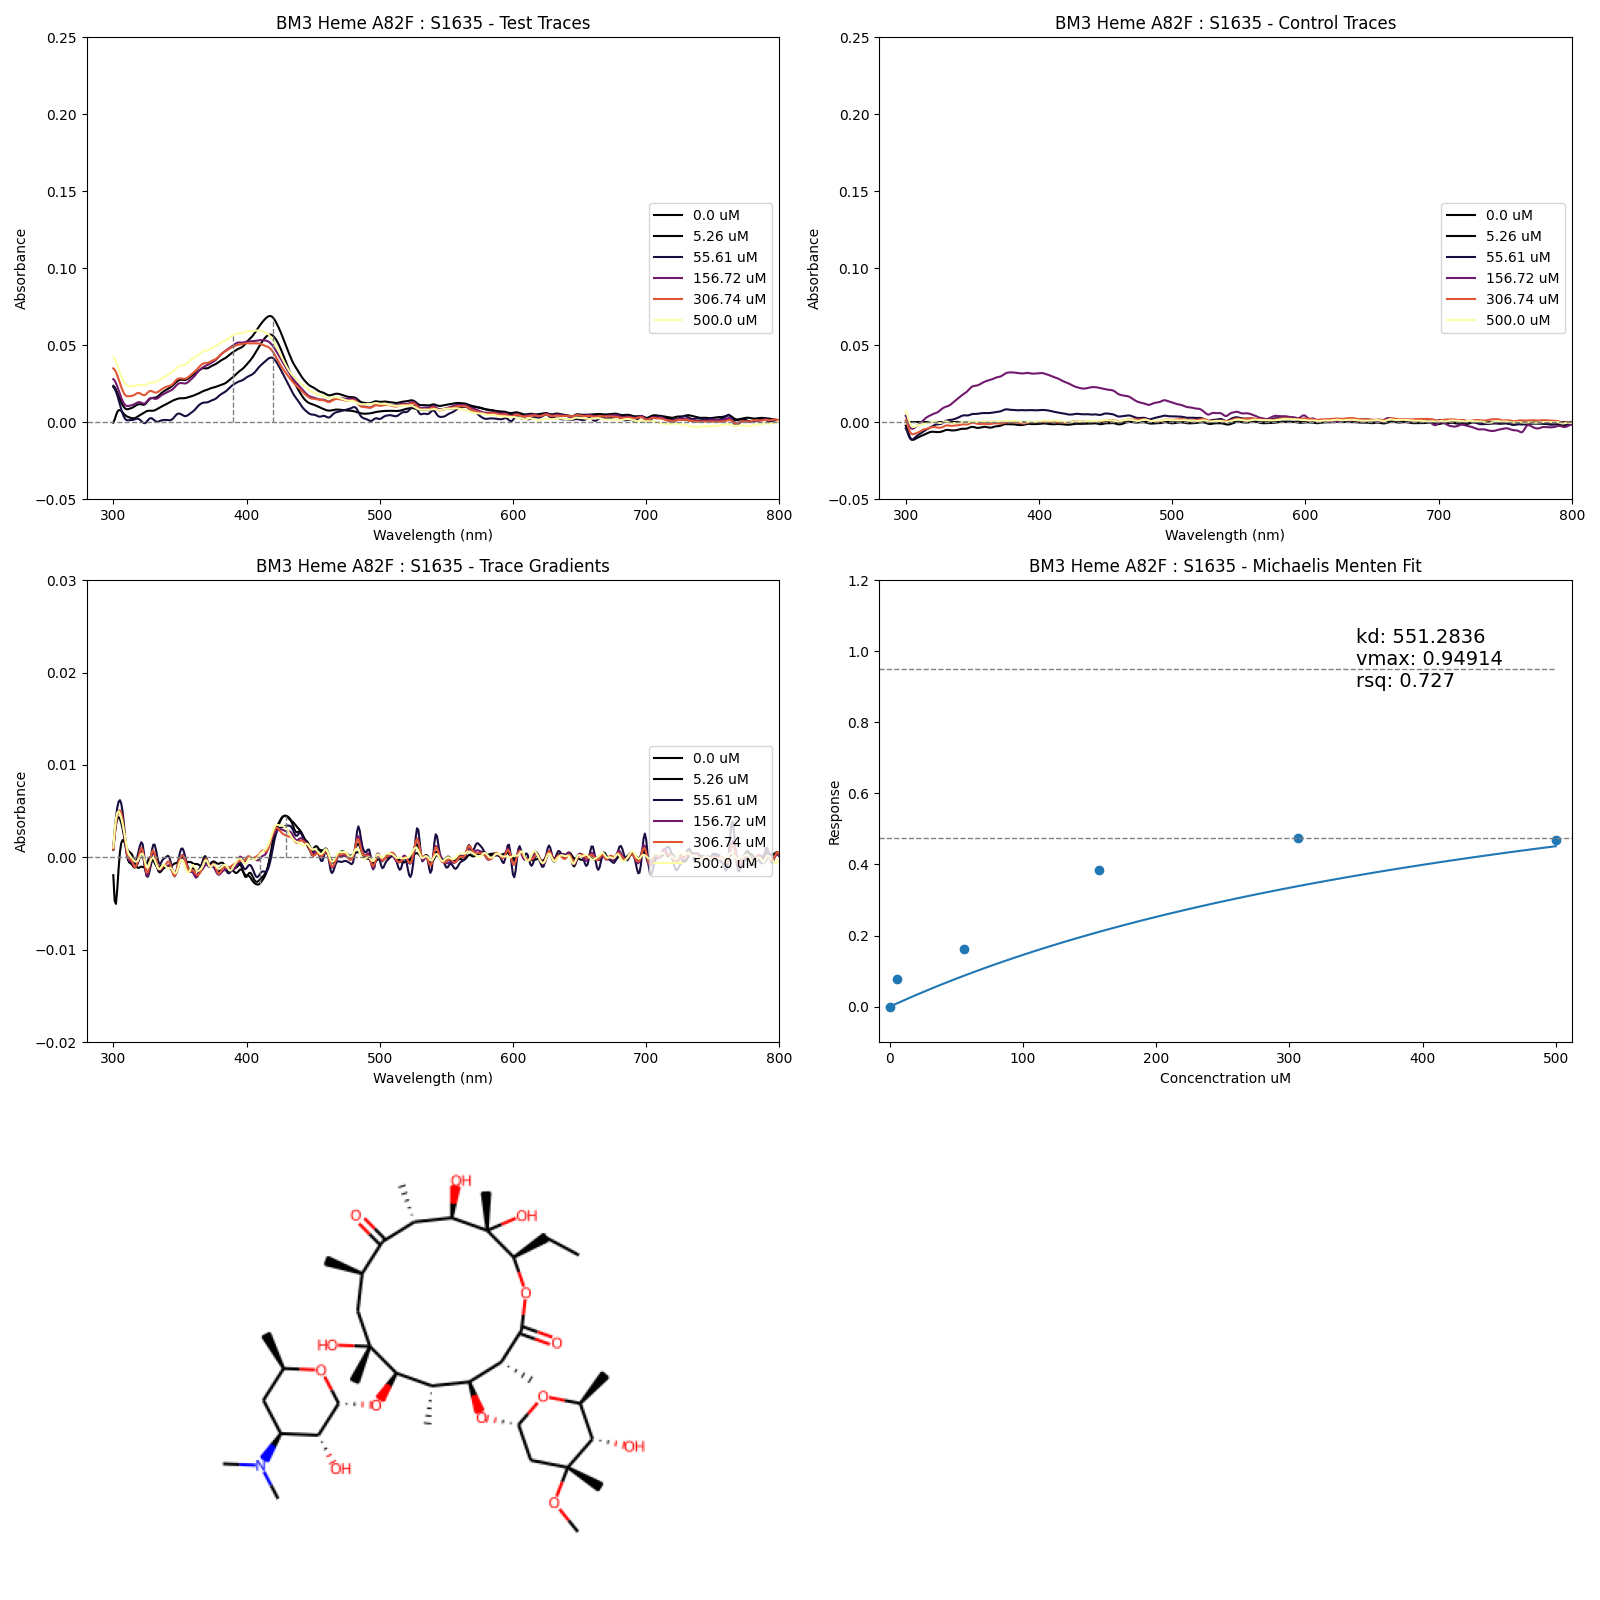 BM3 Heme A82F : S1635 - Test Traces
0.25
0.20
0.15
0.10
0.05
0.00
−0.05
Absorbance
300
400
500
600
700
800
Wavelength (nm)
0.0 uM
5.26 uM
55.61 uM
156.72 uM
306.74 uM
500.0 uM
BM3 Heme A82F : S1635 - Control Traces
0.25
0.20
0.15
0.10
0.05
0.00
−0.05
Absorbance
300
400
500
600
700
800
Wavelength (nm)
0.0 uM
5.26 uM
55.61 uM
156.72 uM
306.74 uM
500.0 uM
BM3 Heme A82F : S1635 - Trace Gradients
0.03
0.02
0.01
0.00
−0.01
−0.02
Absorbance
300
400
500
600
700
800
Wavelength (nm)
0.0 uM
5.26 uM
55.61 uM
156.72 uM
306.74 uM
500.0 uM
BM3 Heme A82F : S1635 - Michaelis Menten Fit
1.2
1.0
0.8
0.6
0.4
0.2
0.0
Response
0
100
200
300
400
500
Concenctration uM
kd: 551.2836
vmax: 0.94914
rsq: 0.727
OH
O
OH
O
HO
O
O
O
O
O
OH
N
OH
O